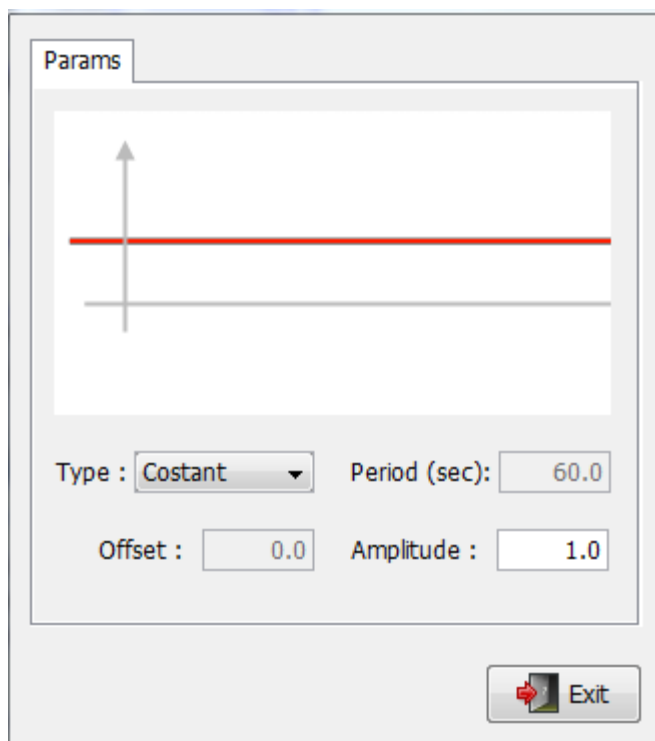 Params
Type : Costant Period (sec): 60.0
Offset : 0.0 Amplitude : 1.0
Exit